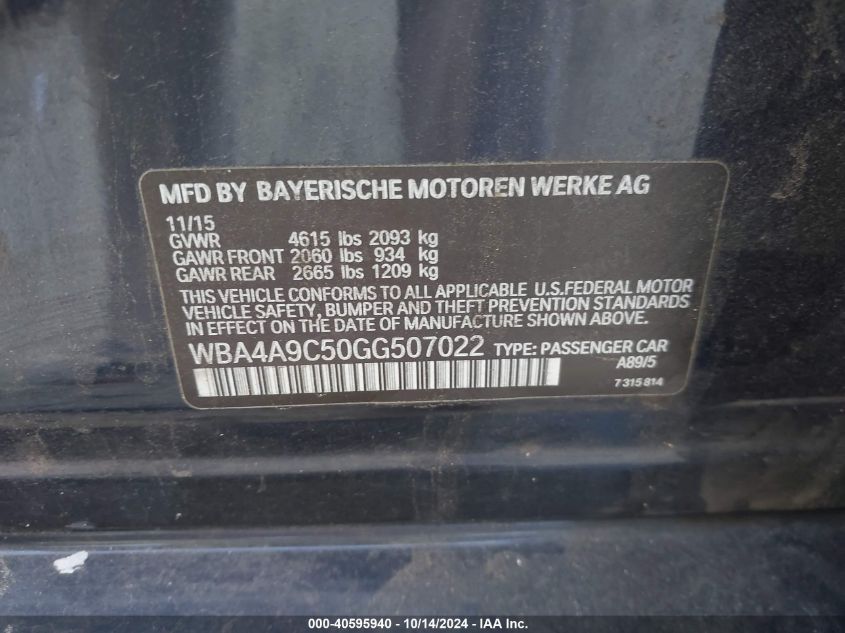 MFD BY BAYERISCHE MOTOREN WERKE AG
11/15
GVWR 4615 lbs 2093 kg
GAWR FRONT 2060 lbs 934 kg
GAWR REAR 2665 lbs 1209 kg
THIS VEHICLE CONFORMS TO ALL APPLICABLE U.S.FEDERAL MOTOR
VEHICLE SAFETY, BUMPER AND THEFT PREVENTION STANDARDS
IN EFFECT ON THE DATE OF MANUFACTURE SHOWN ABOVE.
WBA4A9C50GG507022 TYPE: PASSENGER CAR
A89/5
7 315 814
000-40595940 - 10/14/2024 - IAA Inc.